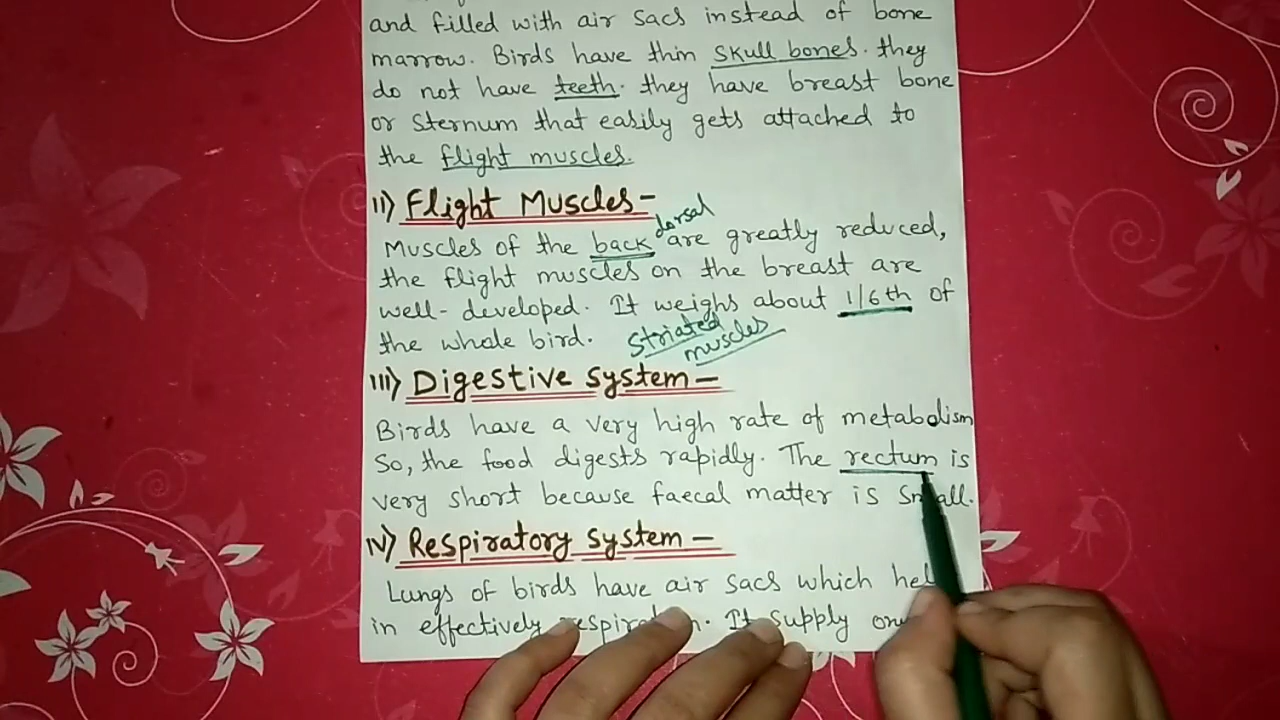 and filled with air sacs instead of bone
marrow. Birds have thin skull bones. they
do not have teeth. they have breast bone
or sternum that easily gets attached to
the flight muscles.
II) Flight Muscles-
dorsal
Muscles of the back are greatly reduced,
the flight muscles on the breast are
well-developed. It weighs about 1/6th of
the whole bird.
Striated muscles
III) Digestive system-
Birds have a very high rate of metabolism
So, the food digests rapidly. The rectum is
very short because faecal matter is small.
IV) Respiratory system-
Lungs of birds have air sacs which
in effectively respiration. It supply